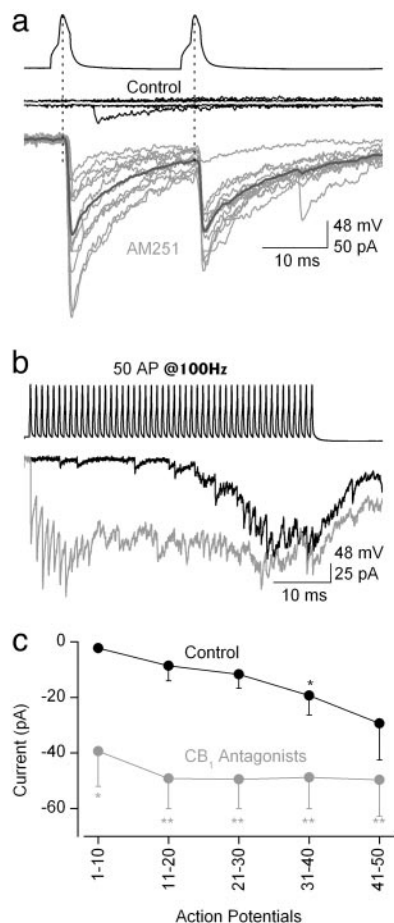 a
Control
AM251
48 mV
50 pA
10 ms
b
50 AP @100Hz
48 mV
25 pA
10 ms
c
0
-20
-40
-60
Current (pA)
Control
*
CB1 Antagonists
*
**
**
**
**
1-10
11-20
21-30
31-40
41-50
Action Potentials